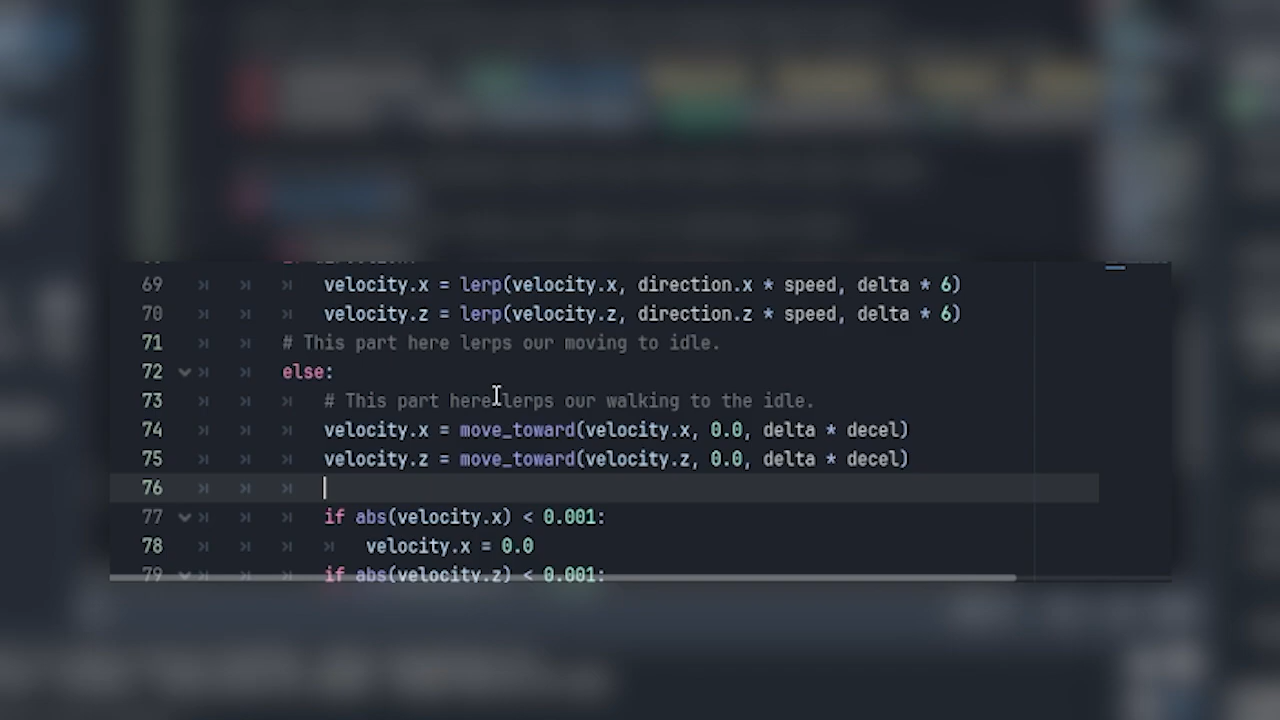 69 velocity.x = lerp(velocity.x, direction.x * speed, delta * 6)
70 velocity.z = lerp(velocity.z, direction.z * speed, delta * 6)
71 # This part here lerps our moving to idle.
72 else:
73 # This part here lerps our walking to the idle.
74 velocity.x = move_toward(velocity.x, 0.0, delta * decel)
75 velocity.z = move_toward(velocity.z, 0.0, delta * decel)
76
77 if abs(velocity.x) < 0.001:
78 velocity.x = 0.0
79 if abs(velocity.z) < 0.001: